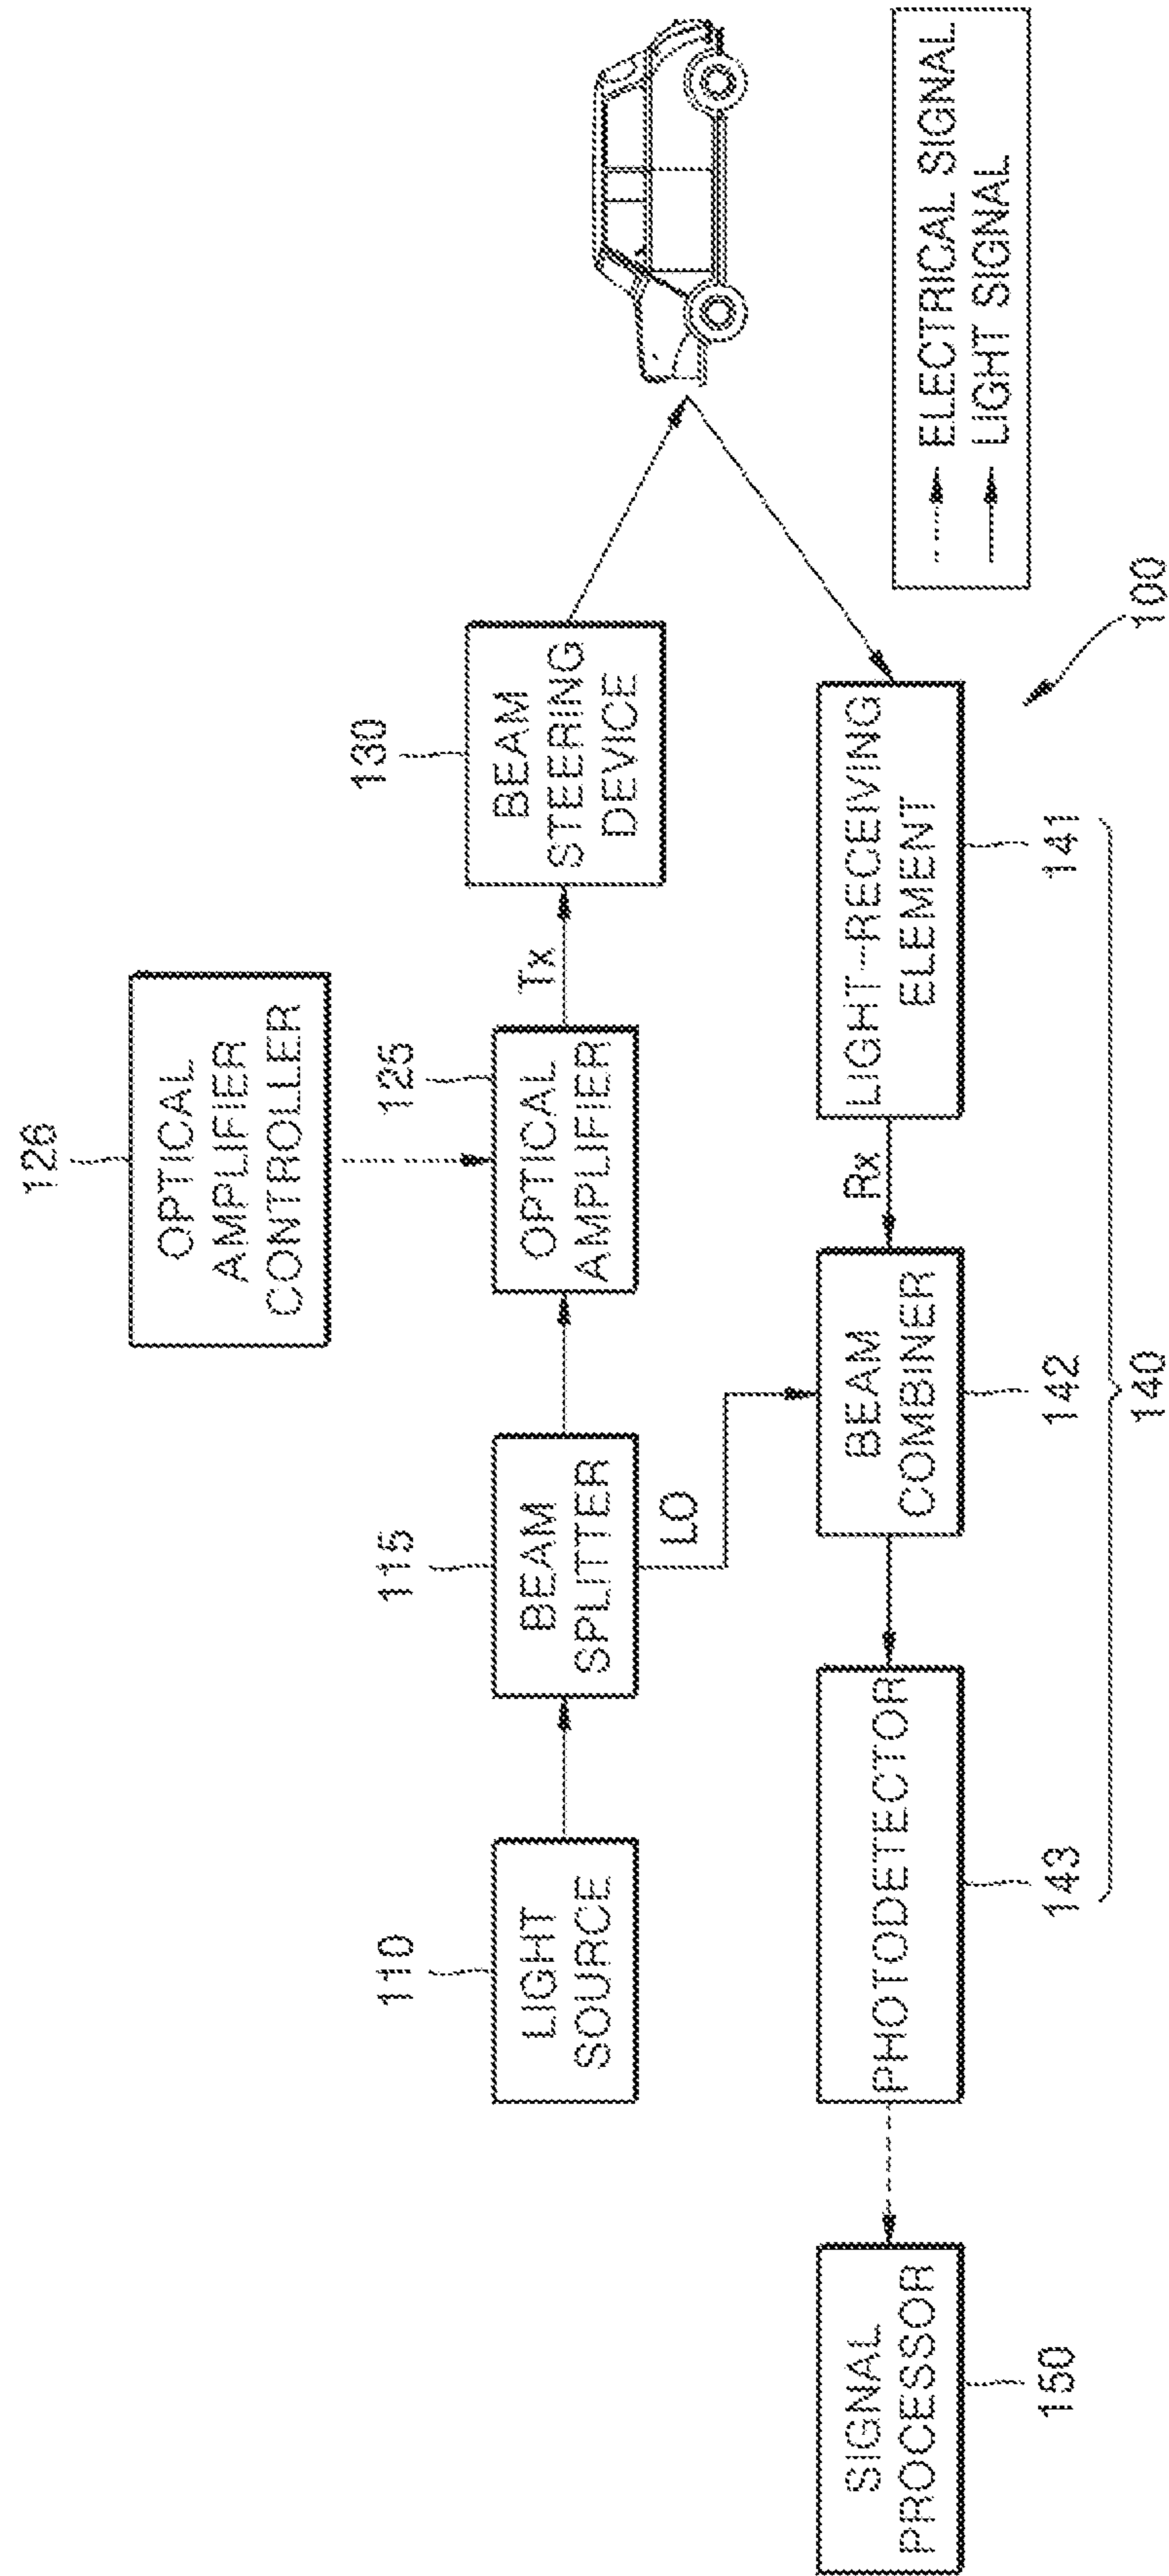 126
OPTICAL
AMPLIFIER
CONTROLLER
110
LIGHT
SOURCE
115
BEAM
SPLITTER
125
OPTICAL
AMPLIFIER
Tx
130
BEAM
STEERING
DEVICE
LO
SIGNAL
PROCESSOR
150
PHOTODETECTOR
143
BEAM
COMBINER
142
Rx
LIGHT-RECEIVING
ELEMENT
141
140
100
ELECTRICAL SIGNAL
LIGHT SIGNAL